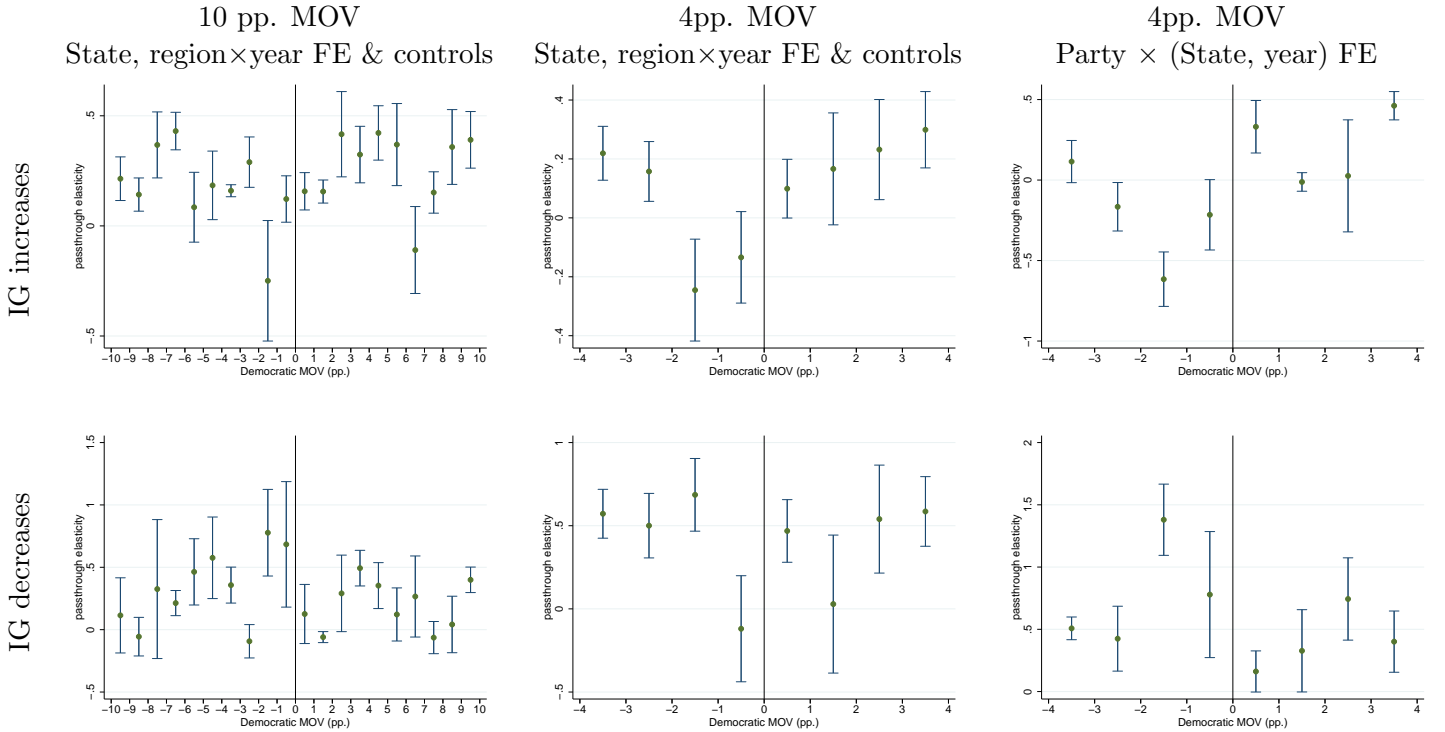 10 pp. MOV
State, region×year FE & controls
4pp. MOV
State, region×year FE & controls
4pp. MOV
Party × (State, year) FE
IG increases
passthrough elasticity
.5
0
-.5
−10 −9 −8 −7 −6 −5 −4 −3 −2 −1 0 1 2 3 4 5 6 7 8 9 10
Democratic MOV (pp.)
passthrough elasticity
.4
.2
0
-.2
-.4
−4 −3 −2 −1 0 1 2 3 4
Democratic MOV (pp.)
passthrough elasticity
.5
0
-.5
-1
−4 −3 −2 −1 0 1 2 3 4
Democratic MOV (pp.)
IG decreases
passthrough elasticity
1.5
1
.5
0
-.5
−10 −9 −8 −7 −6 −5 −4 −3 −2 −1 0 1 2 3 4 5 6 7 8 9 10
Democratic MOV (pp.)
passthrough elasticity
1
.5
0
-.5
−4 −3 −2 −1 0 1 2 3 4
Democratic MOV (pp.)
passthrough elasticity
2
1.5
1
.5
0
−4 −3 −2 −1 0 1 2 3 4
Democratic MOV (pp.)